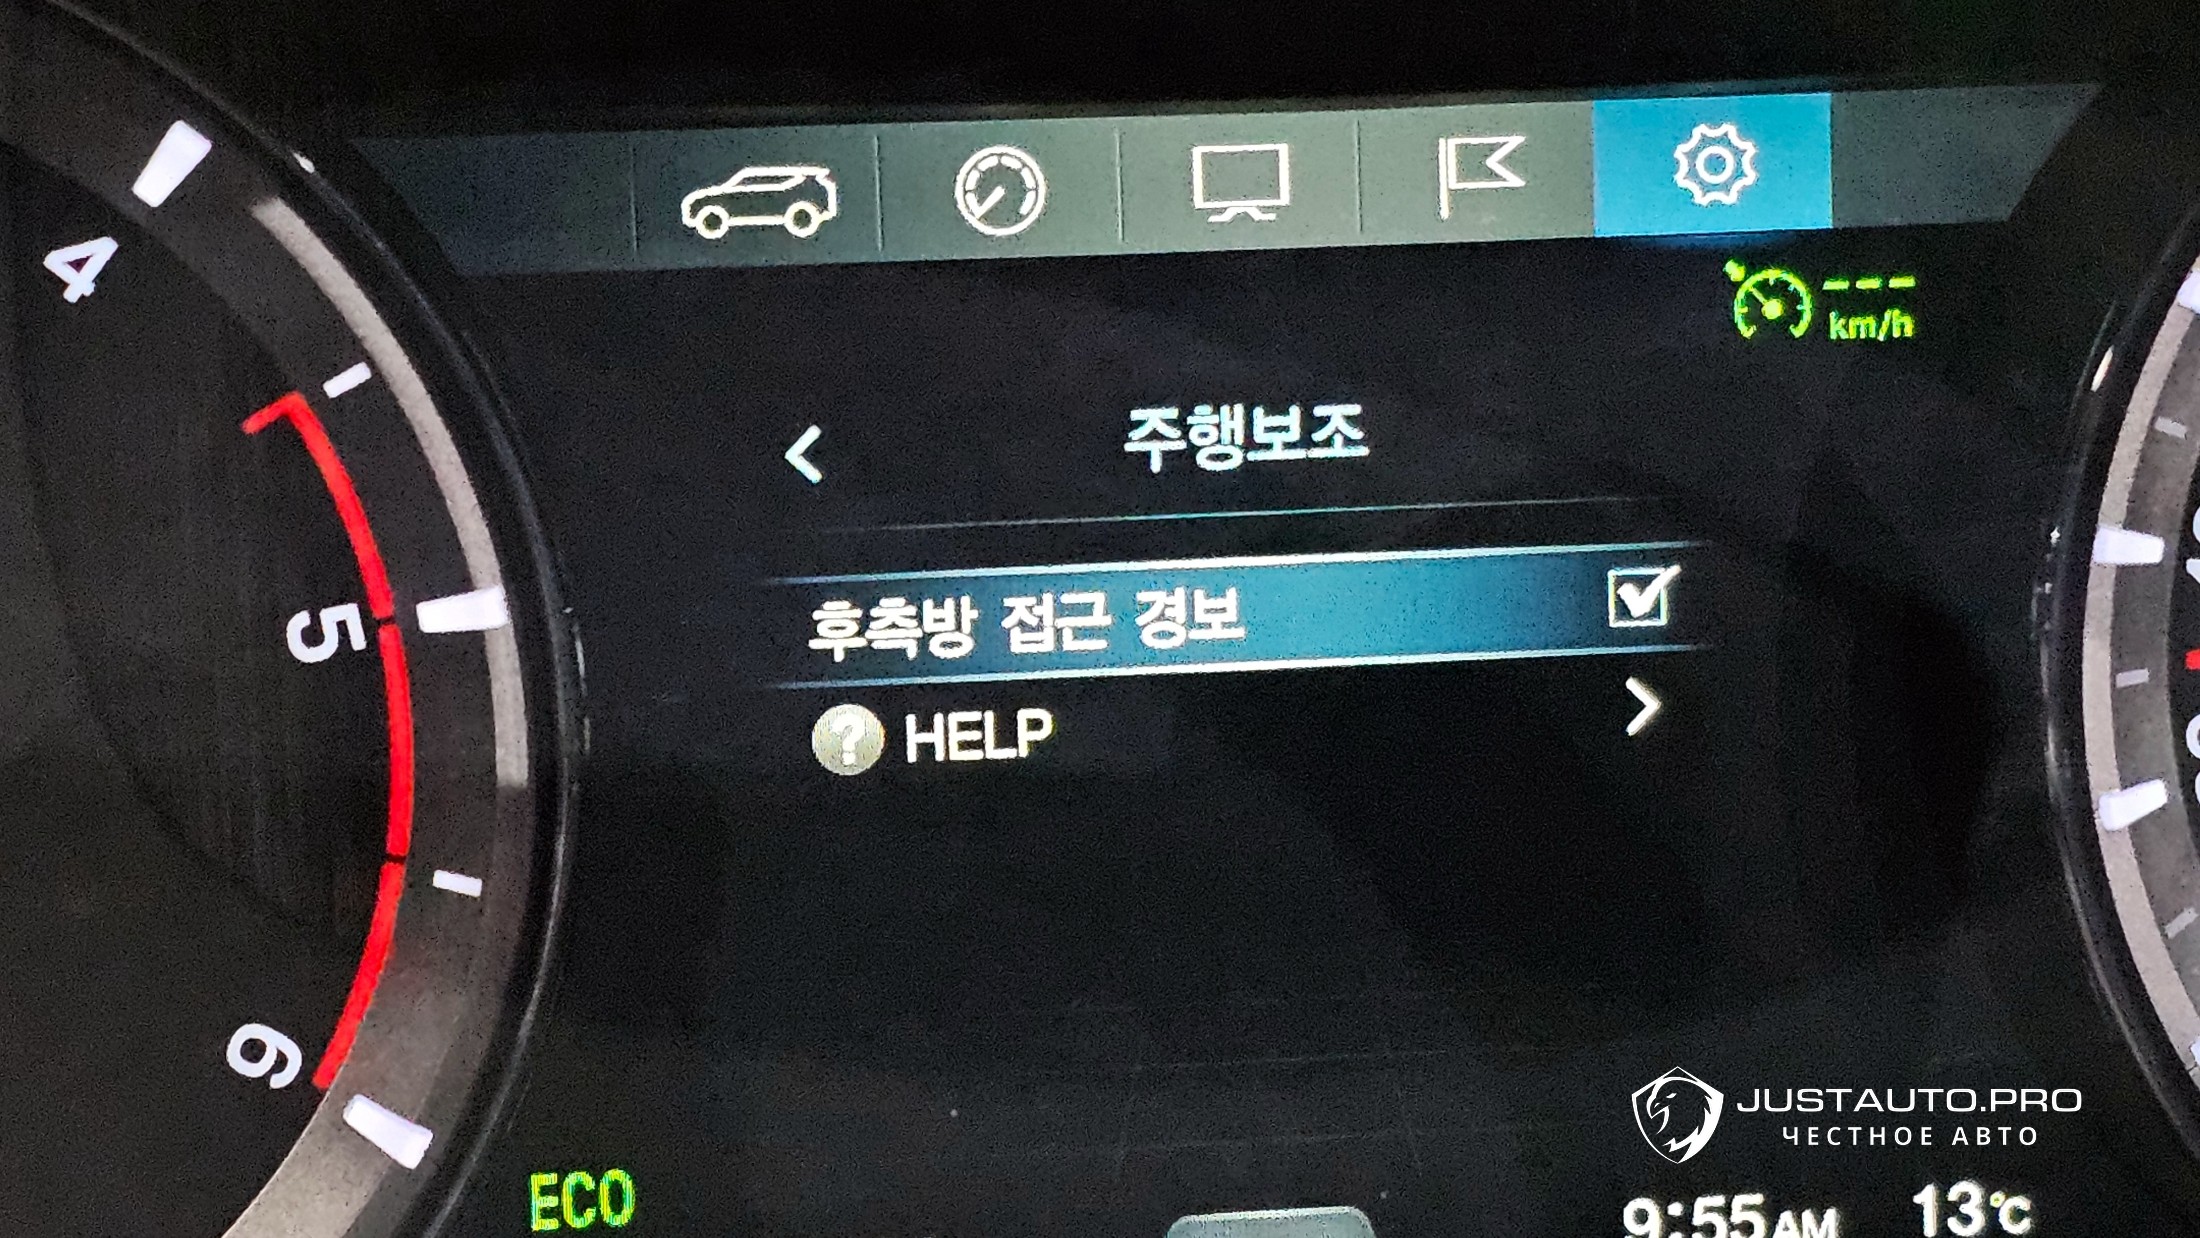 4
5
6
--- km/h
주행보조
후측방 접근 경보
? HELP
JUSTAUTO.PRO
ЧЕСТНОЕ АВТО
ECO
9:55AM 13℃